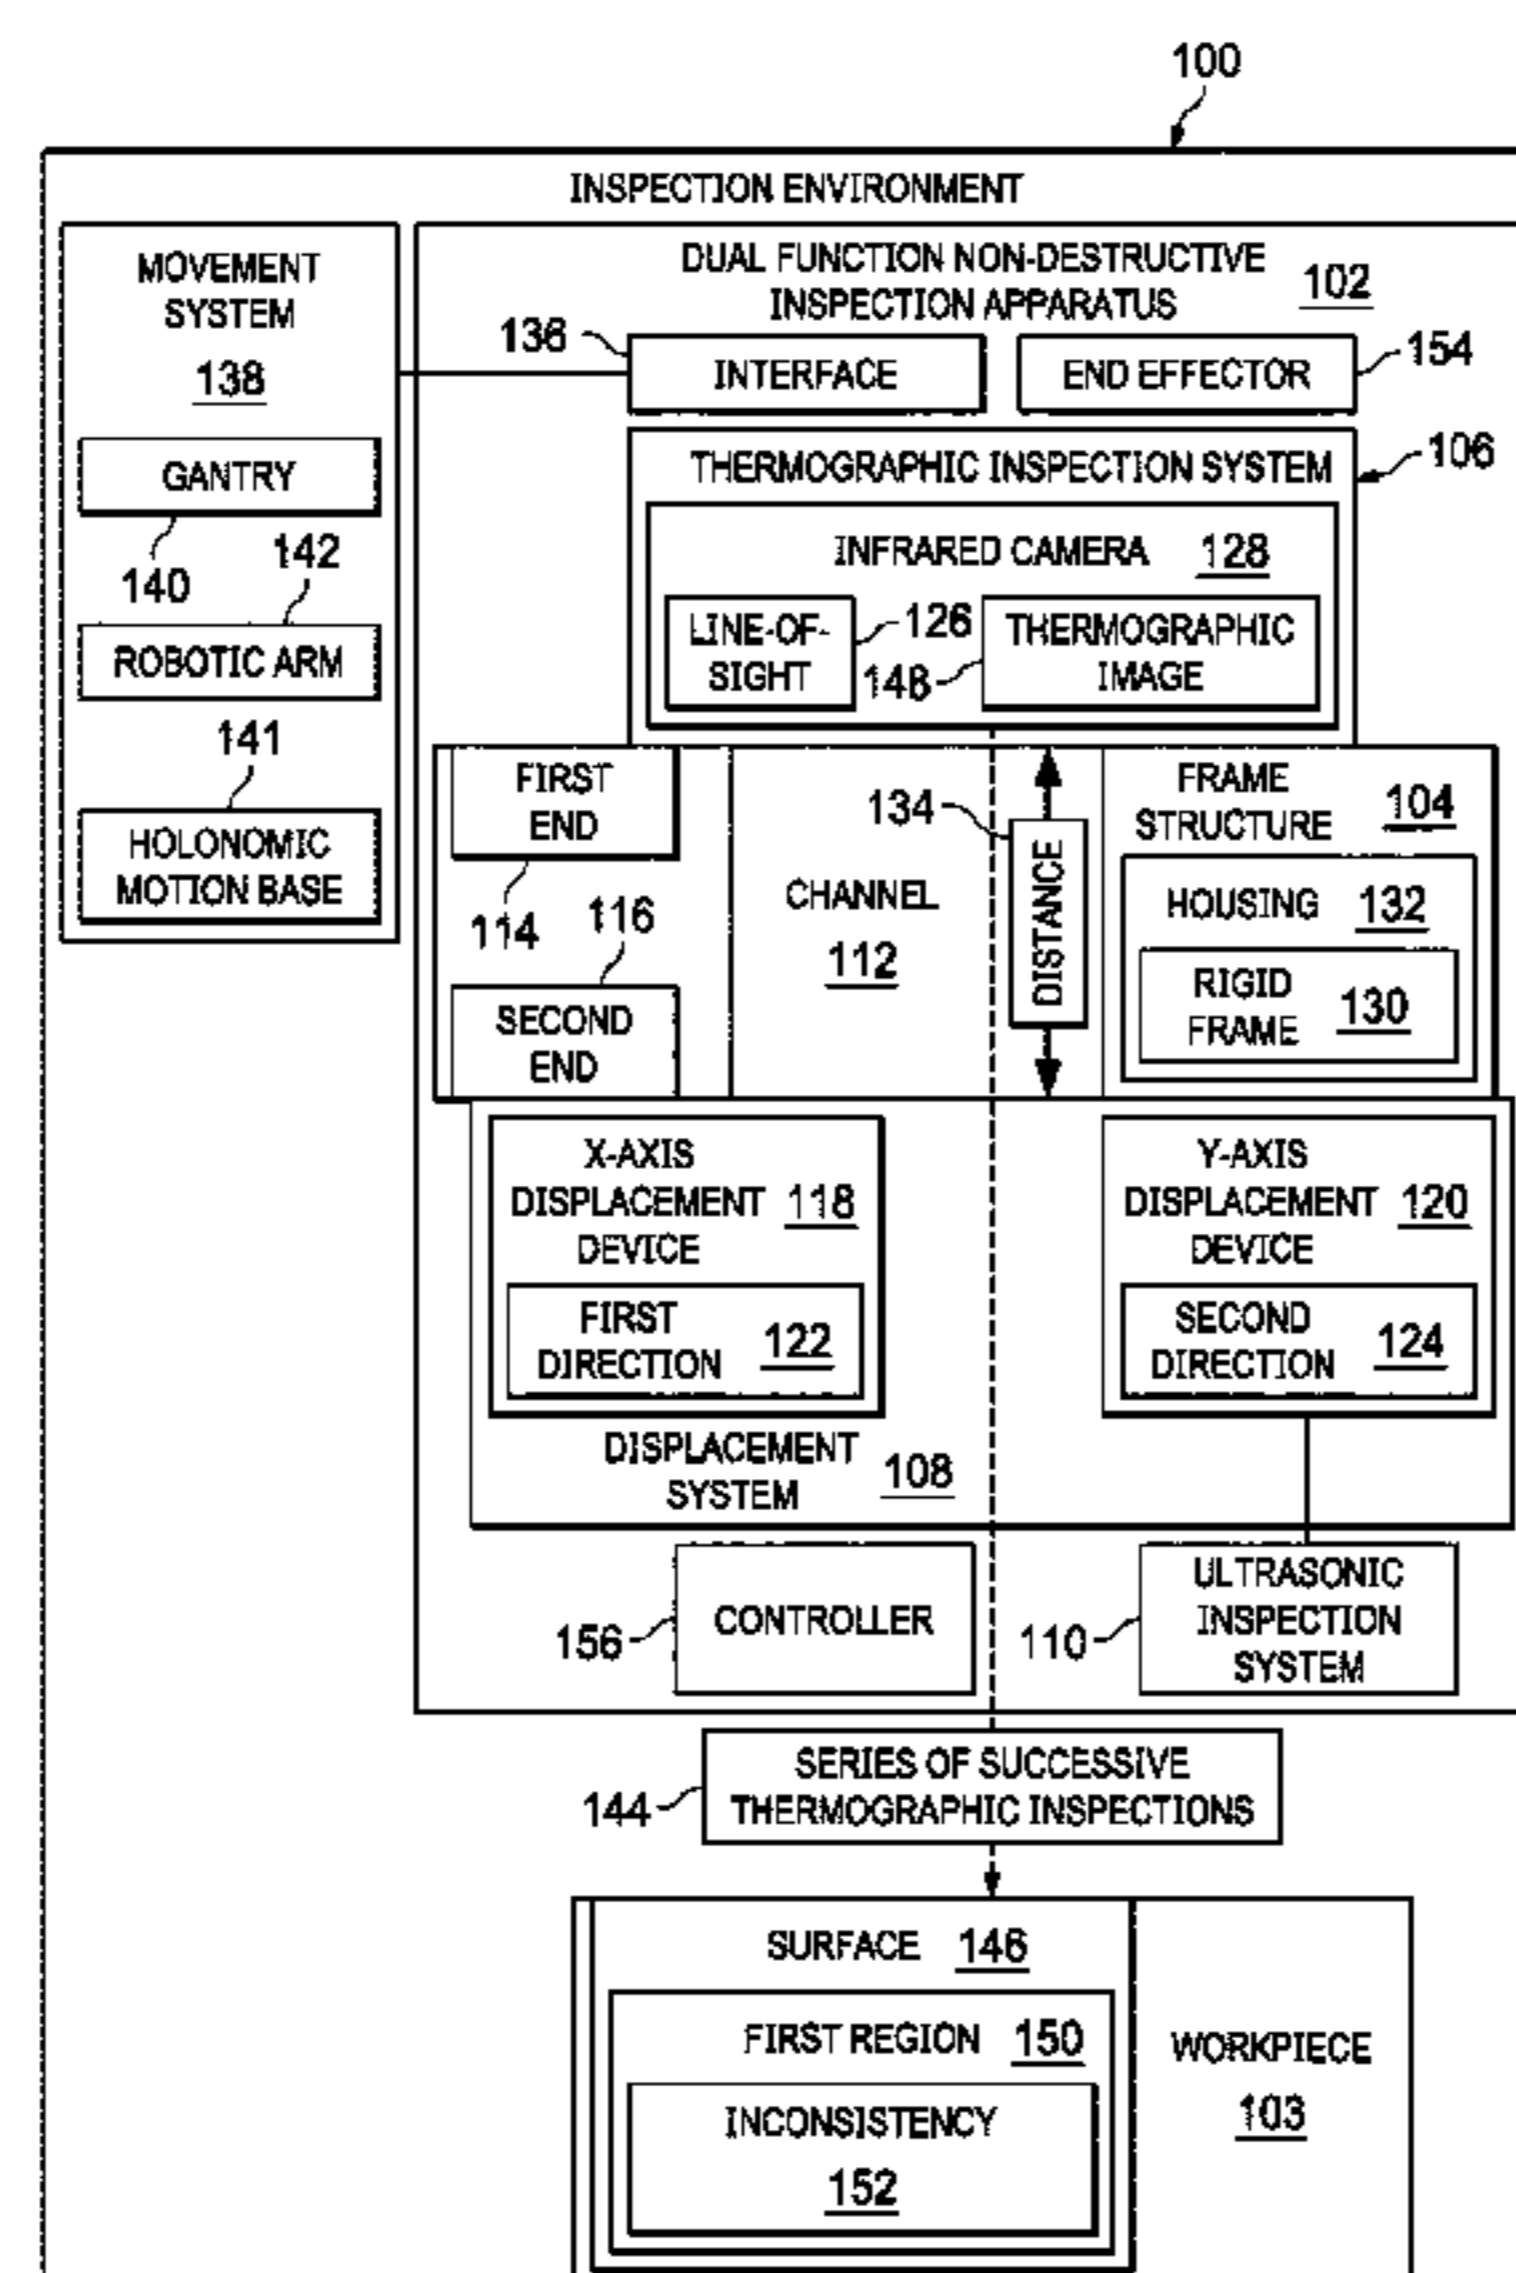 100
INSPECTION ENVIRONMENT
MOVEMENT
SYSTEM
138
GANTRY
140
142
ROBOTIC ARM
141
HOLONOMIC
MOTION BASE
DUAL FUNCTION NON-DESTRUCTIVE
INSPECTION APPARATUS
102
136
INTERFACE
END EFFECTOR
154
THERMOGRAPHIC INSPECTION SYSTEM
106
INFRARED CAMERA 128
LINE-OF-
SIGHT
126
148
THERMOGRAPHIC
IMAGE
FIRST
END
114
116
SECOND
END
CHANNEL
112
134
DISTANCE
FRAME
STRUCTURE
104
HOUSING 132
RIGID
FRAME
130
X-AXIS
DISPLACEMENT 118
DEVICE
FIRST
DIRECTION
122
Y-AXIS
DISPLACEMENT 120
DEVICE
SECOND
DIRECTION
124
DISPLACEMENT
SYSTEM
108
156
CONTROLLER
110
ULTRASONIC
INSPECTION
SYSTEM
144
SERIES OF SUCCESSIVE
THERMOGRAPHIC INSPECTIONS
SURFACE 146
FIRST REGION 150
INCONSISTENCY
152
WORKPIECE
103